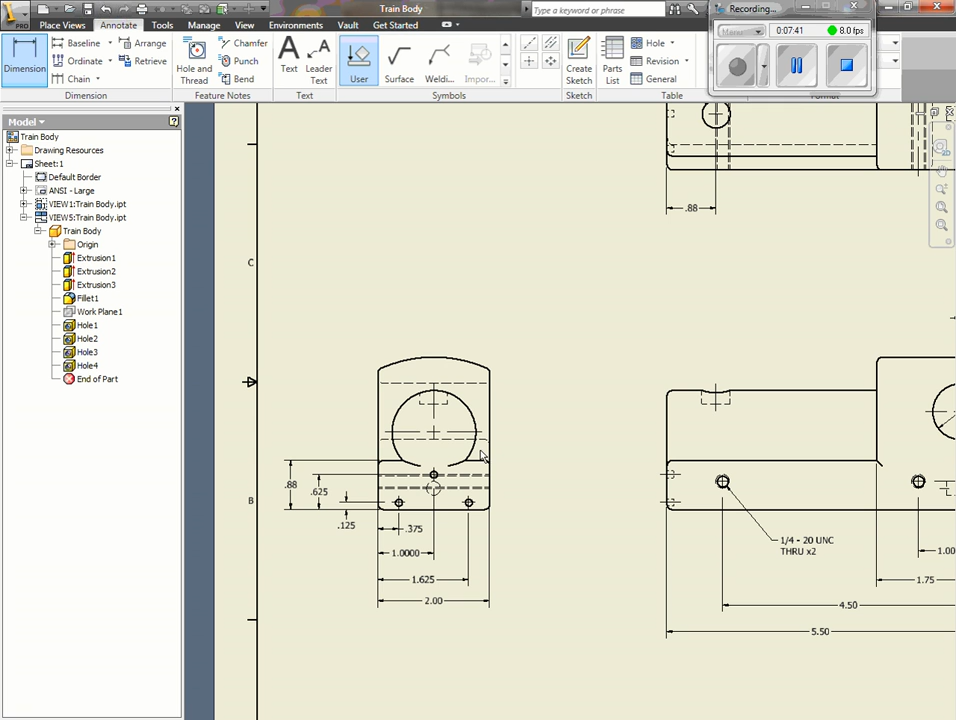 PRO
Train Body
Type a keyword or phrase
Recording...
Place Views
Annotate
Tools
Manage
View
Environments
Vault
Get Started
Menu
0:07:41
8.0 fps
Dimension
Baseline
Ordinate
Chain
Arrange
Retrieve
Hole and
Thread
Chamfer
Punch
Bend
Text
Leader
Text
User
Surface
Weldi...
Impor...
Create
Sketch
Parts
List
Hole
Revision
General
Dimension
Feature Notes
Text
Symbols
Sketch
Table
Format
Model
Train Body
Drawing Resources
Sheet:1
Default Border
ANSI - Large
VIEW1:Train Body.ipt
VIEW5:Train Body.ipt
Train Body
Origin
Extrusion1
Extrusion2
Extrusion3
Fillet1
Work Plane1
Hole1
Hole2
Hole3
Hole4
End of Part
C
B
.88
.88
.625
.125
.375
1.0000
1.625
2.00
1/4 - 20 UNC
THRU x2
1.00
1.75
4.50
5.50